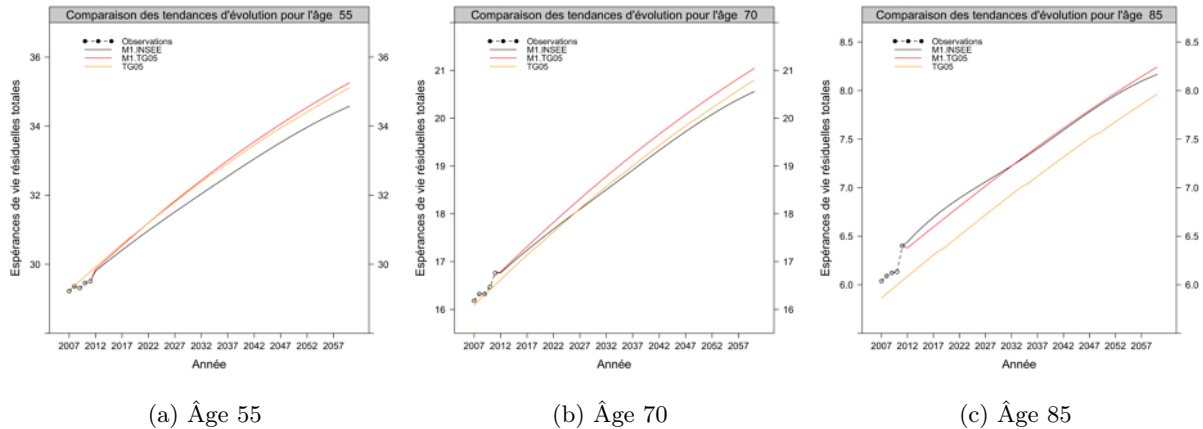 Comparaison des tendances d'évolution pour l'âge 55
Observations
M1.INSEE
M1.TG05
TG05
Espérances de vie résiduelles totales
36
34
32
30
36
34
32
30
2007 2012 2017 2022 2027 2032 2037 2042 2047 2052 2057
Année
(a) Âge 55
Comparaison des tendances d'évolution pour l'âge 70
Observations
M1.INSEE
M1.TG05
TG05
Espérances de vie résiduelles totales
21
20
19
18
17
16
21
20
19
18
17
16
2007 2012 2017 2022 2027 2032 2037 2042 2047 2052 2057
Année
(b) Âge 70
Comparaison des tendances d'évolution pour l'âge 85
Observations
M1.INSEE
M1.TG05
TG05
Espérances de vie résiduelles totales
8.5
8.0
7.5
7.0
6.5
6.0
8.5
8.0
7.5
7.0
6.5
6.0
2007 2012 2017 2022 2027 2032 2037 2042 2047 2052 2057
Année
(c) Âge 85